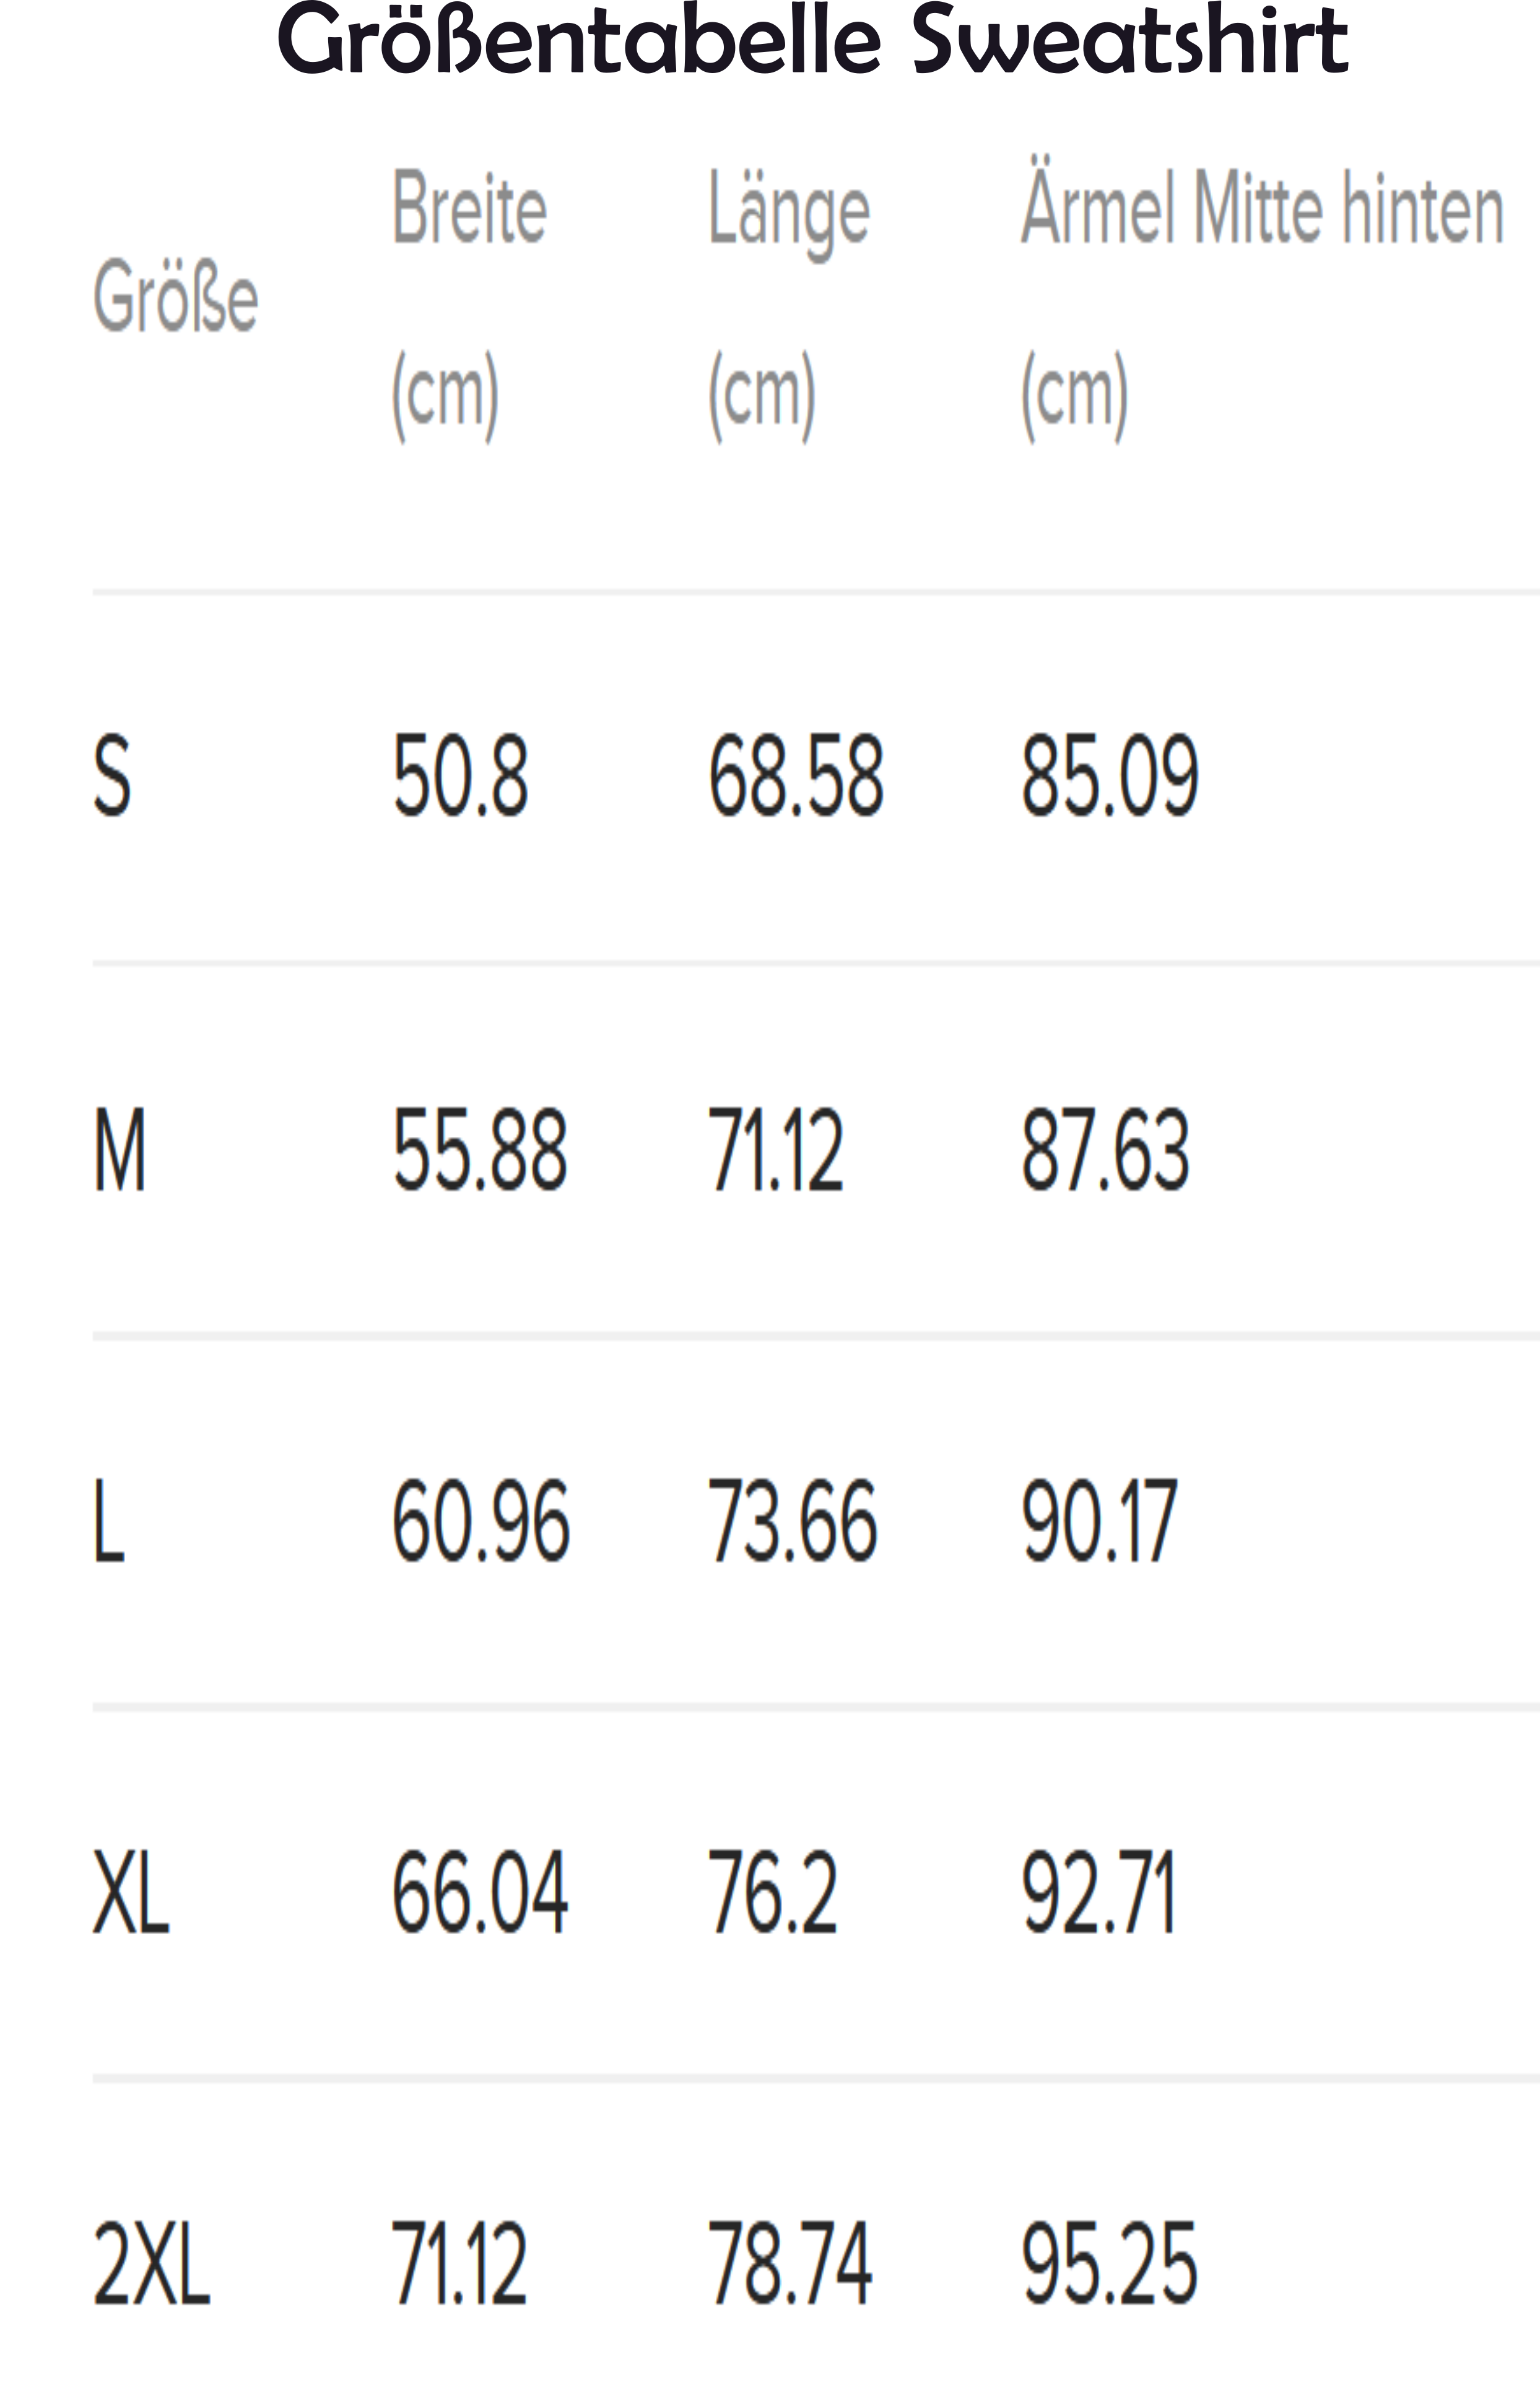 Größentabelle Sweatshirt
Größe Breite (cm) Länge (cm) Ärmel Mitte hinten (cm)
S 50.8 68.58 85.09
M 55.88 71.12 87.63
L 60.96 73.66 90.17
XL 66.04 76.2 92.71
2XL 71.12 78.74 95.25